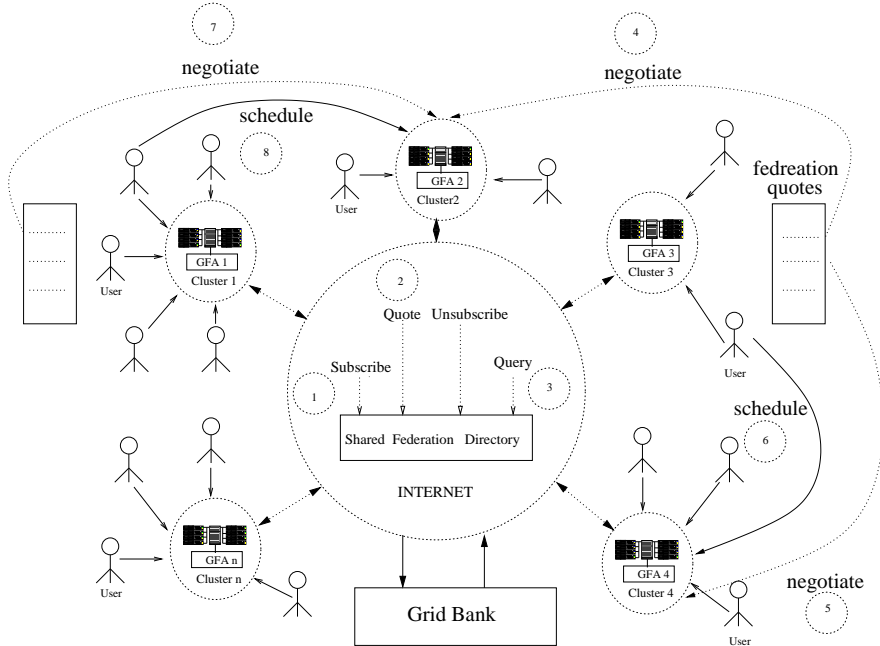 7
negotiate
4
negotiate
schedule
8
fedreation
quotes
GFA 2
Cluster2
User
GFA 1
Cluster 1
User
GFA 3
Cluster 3
User
2
Quote
Unsubscribe
Subscribe
Query
1
3
Shared Federation Directory
INTERNET
schedule
6
GFA n
Cluster n
User
GFA 4
Cluster 4
User
negotiate
5
Grid Bank